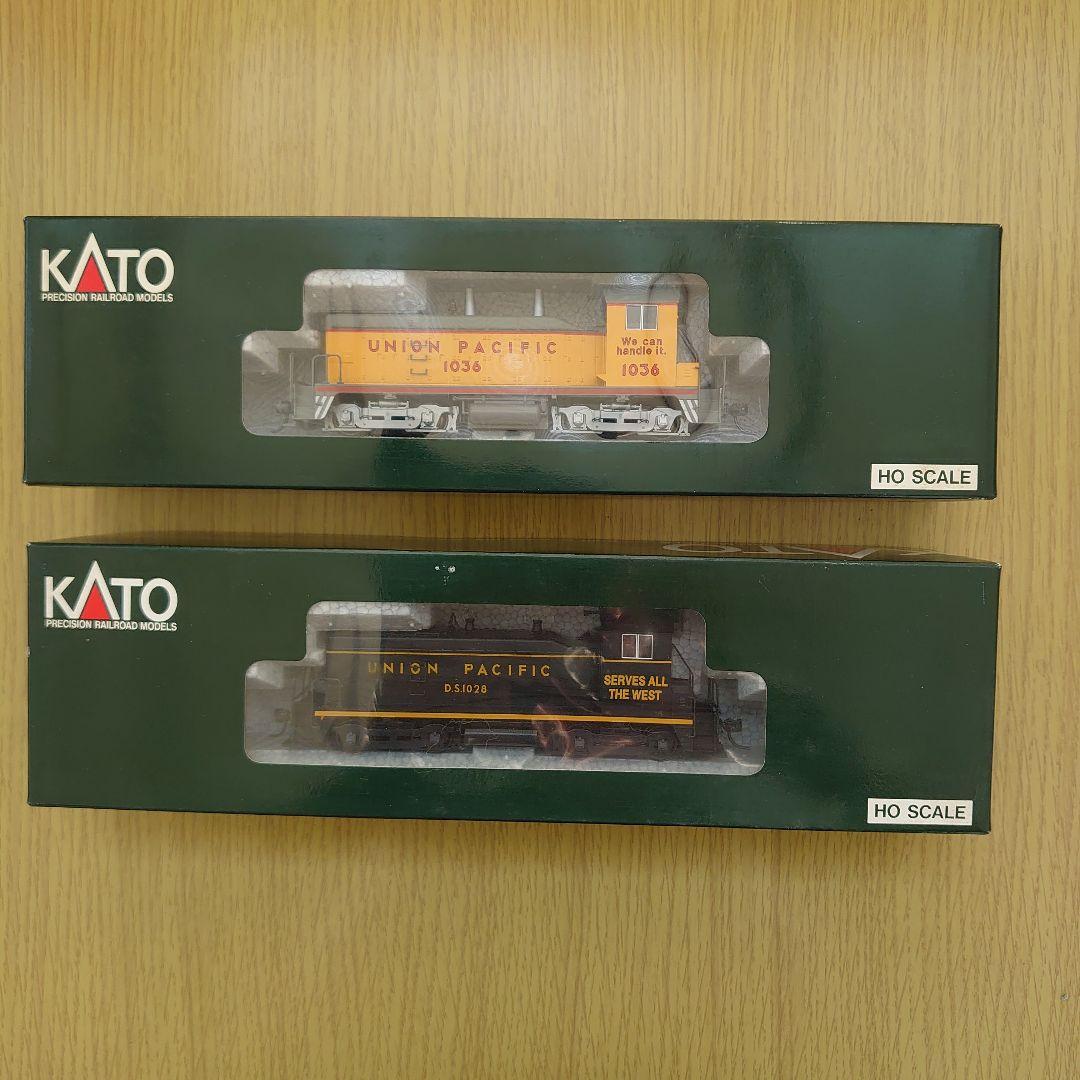 KATO
PRECISION RAILROAD MODELS
UNION PACIFIC
1036
We can
handle it.
1036
HO SCALE
KATO
KATO
PRECISION RAILROAD MODELS
UNION PACIFIC
D.S.1028
SERVES ALL
THE WEST
HO SCALE